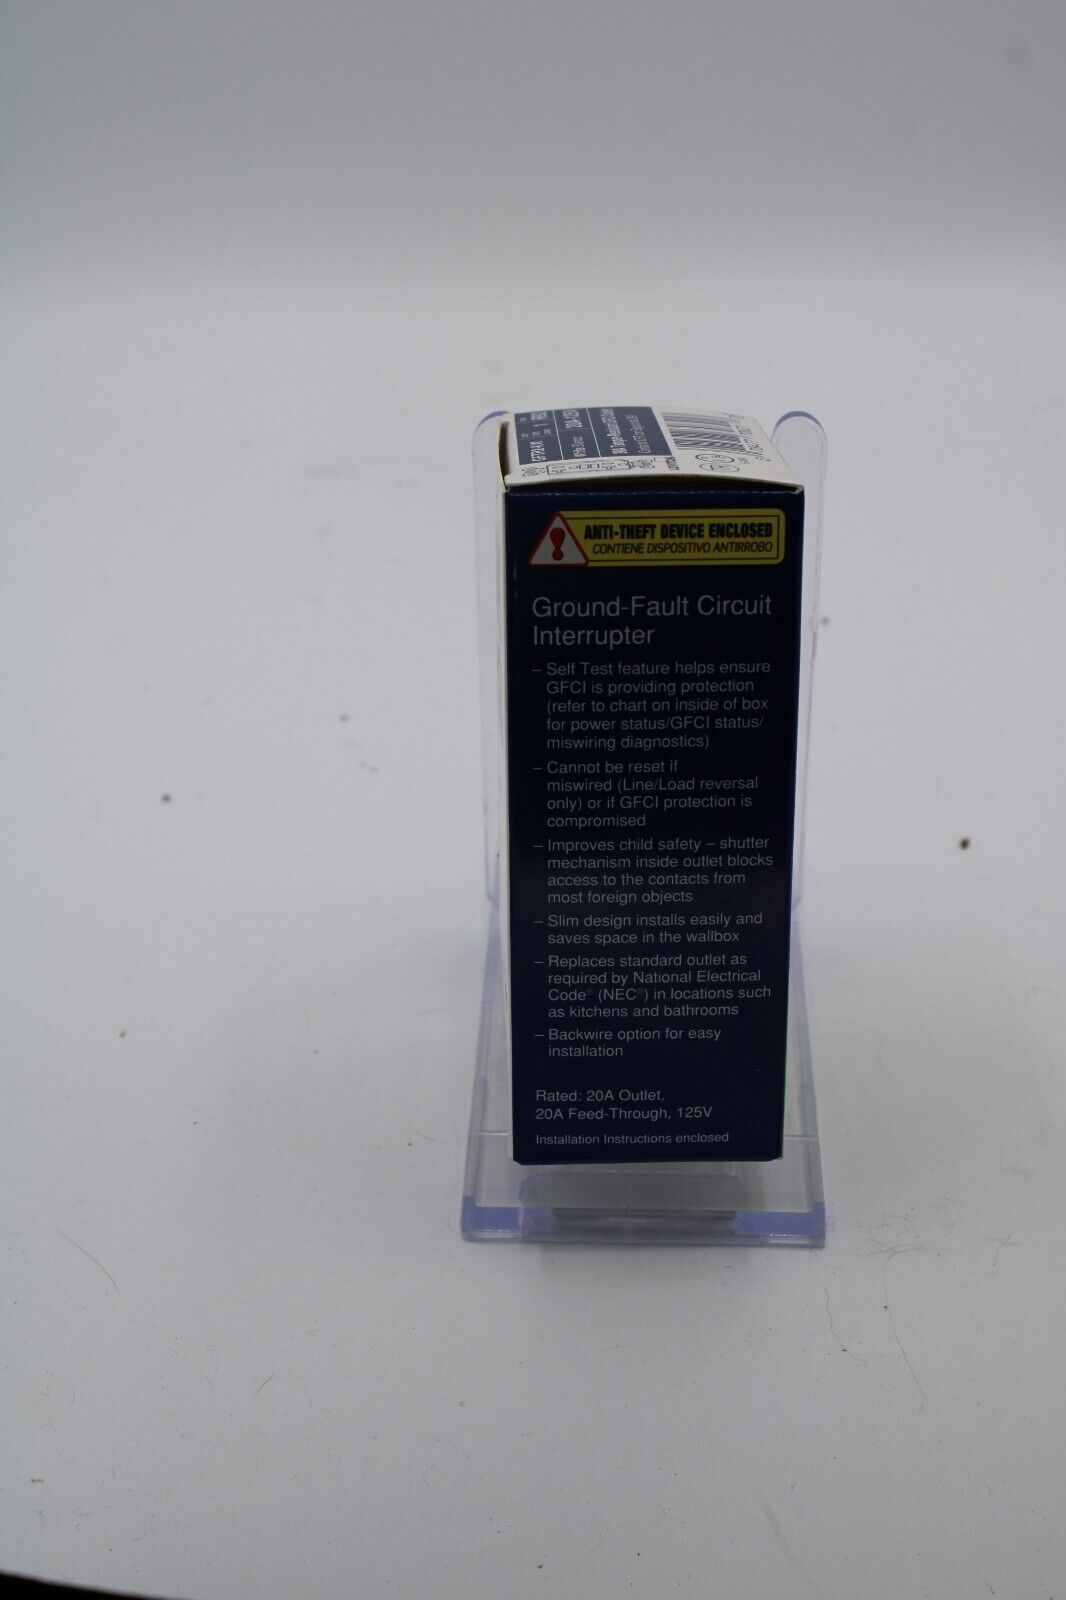 20A-125V
ANTI-THEFT DEVICE ENCLOSED
CONTIENE DISPOSITIVO ANTIRROBO
Ground-Fault Circuit
Interrupter
– Self Test feature helps ensure
GFCI is providing protection
(refer to chart on inside of box
for power status/GFCI status/
miswiring diagnostics)
– Cannot be reset if
miswired (Line/Load reversal
only) or if GFCI protection is
compromised
– Improves child safety – shutter
mechanism inside outlet blocks
access to the contacts from
most foreign objects
– Slim design installs easily and
saves space in the wallbox
– Replaces standard outlet as
required by National Electrical
Code® (NEC®) in locations such
as kitchens and bathrooms
– Backwire option for easy
installation
Rated: 20A Outlet,
20A Feed-Through, 125V
Installation Instructions enclosed